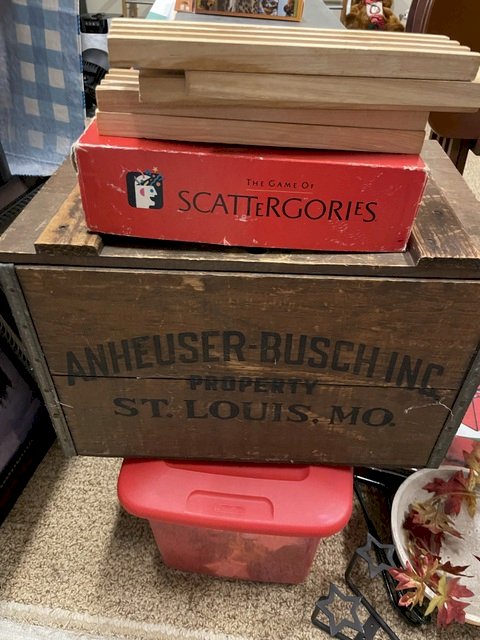 THE GAME OF
SCATTERGORIES
ANHEUSER-BUSCH INC.
PROPERTY
ST. LOUIS, MO.